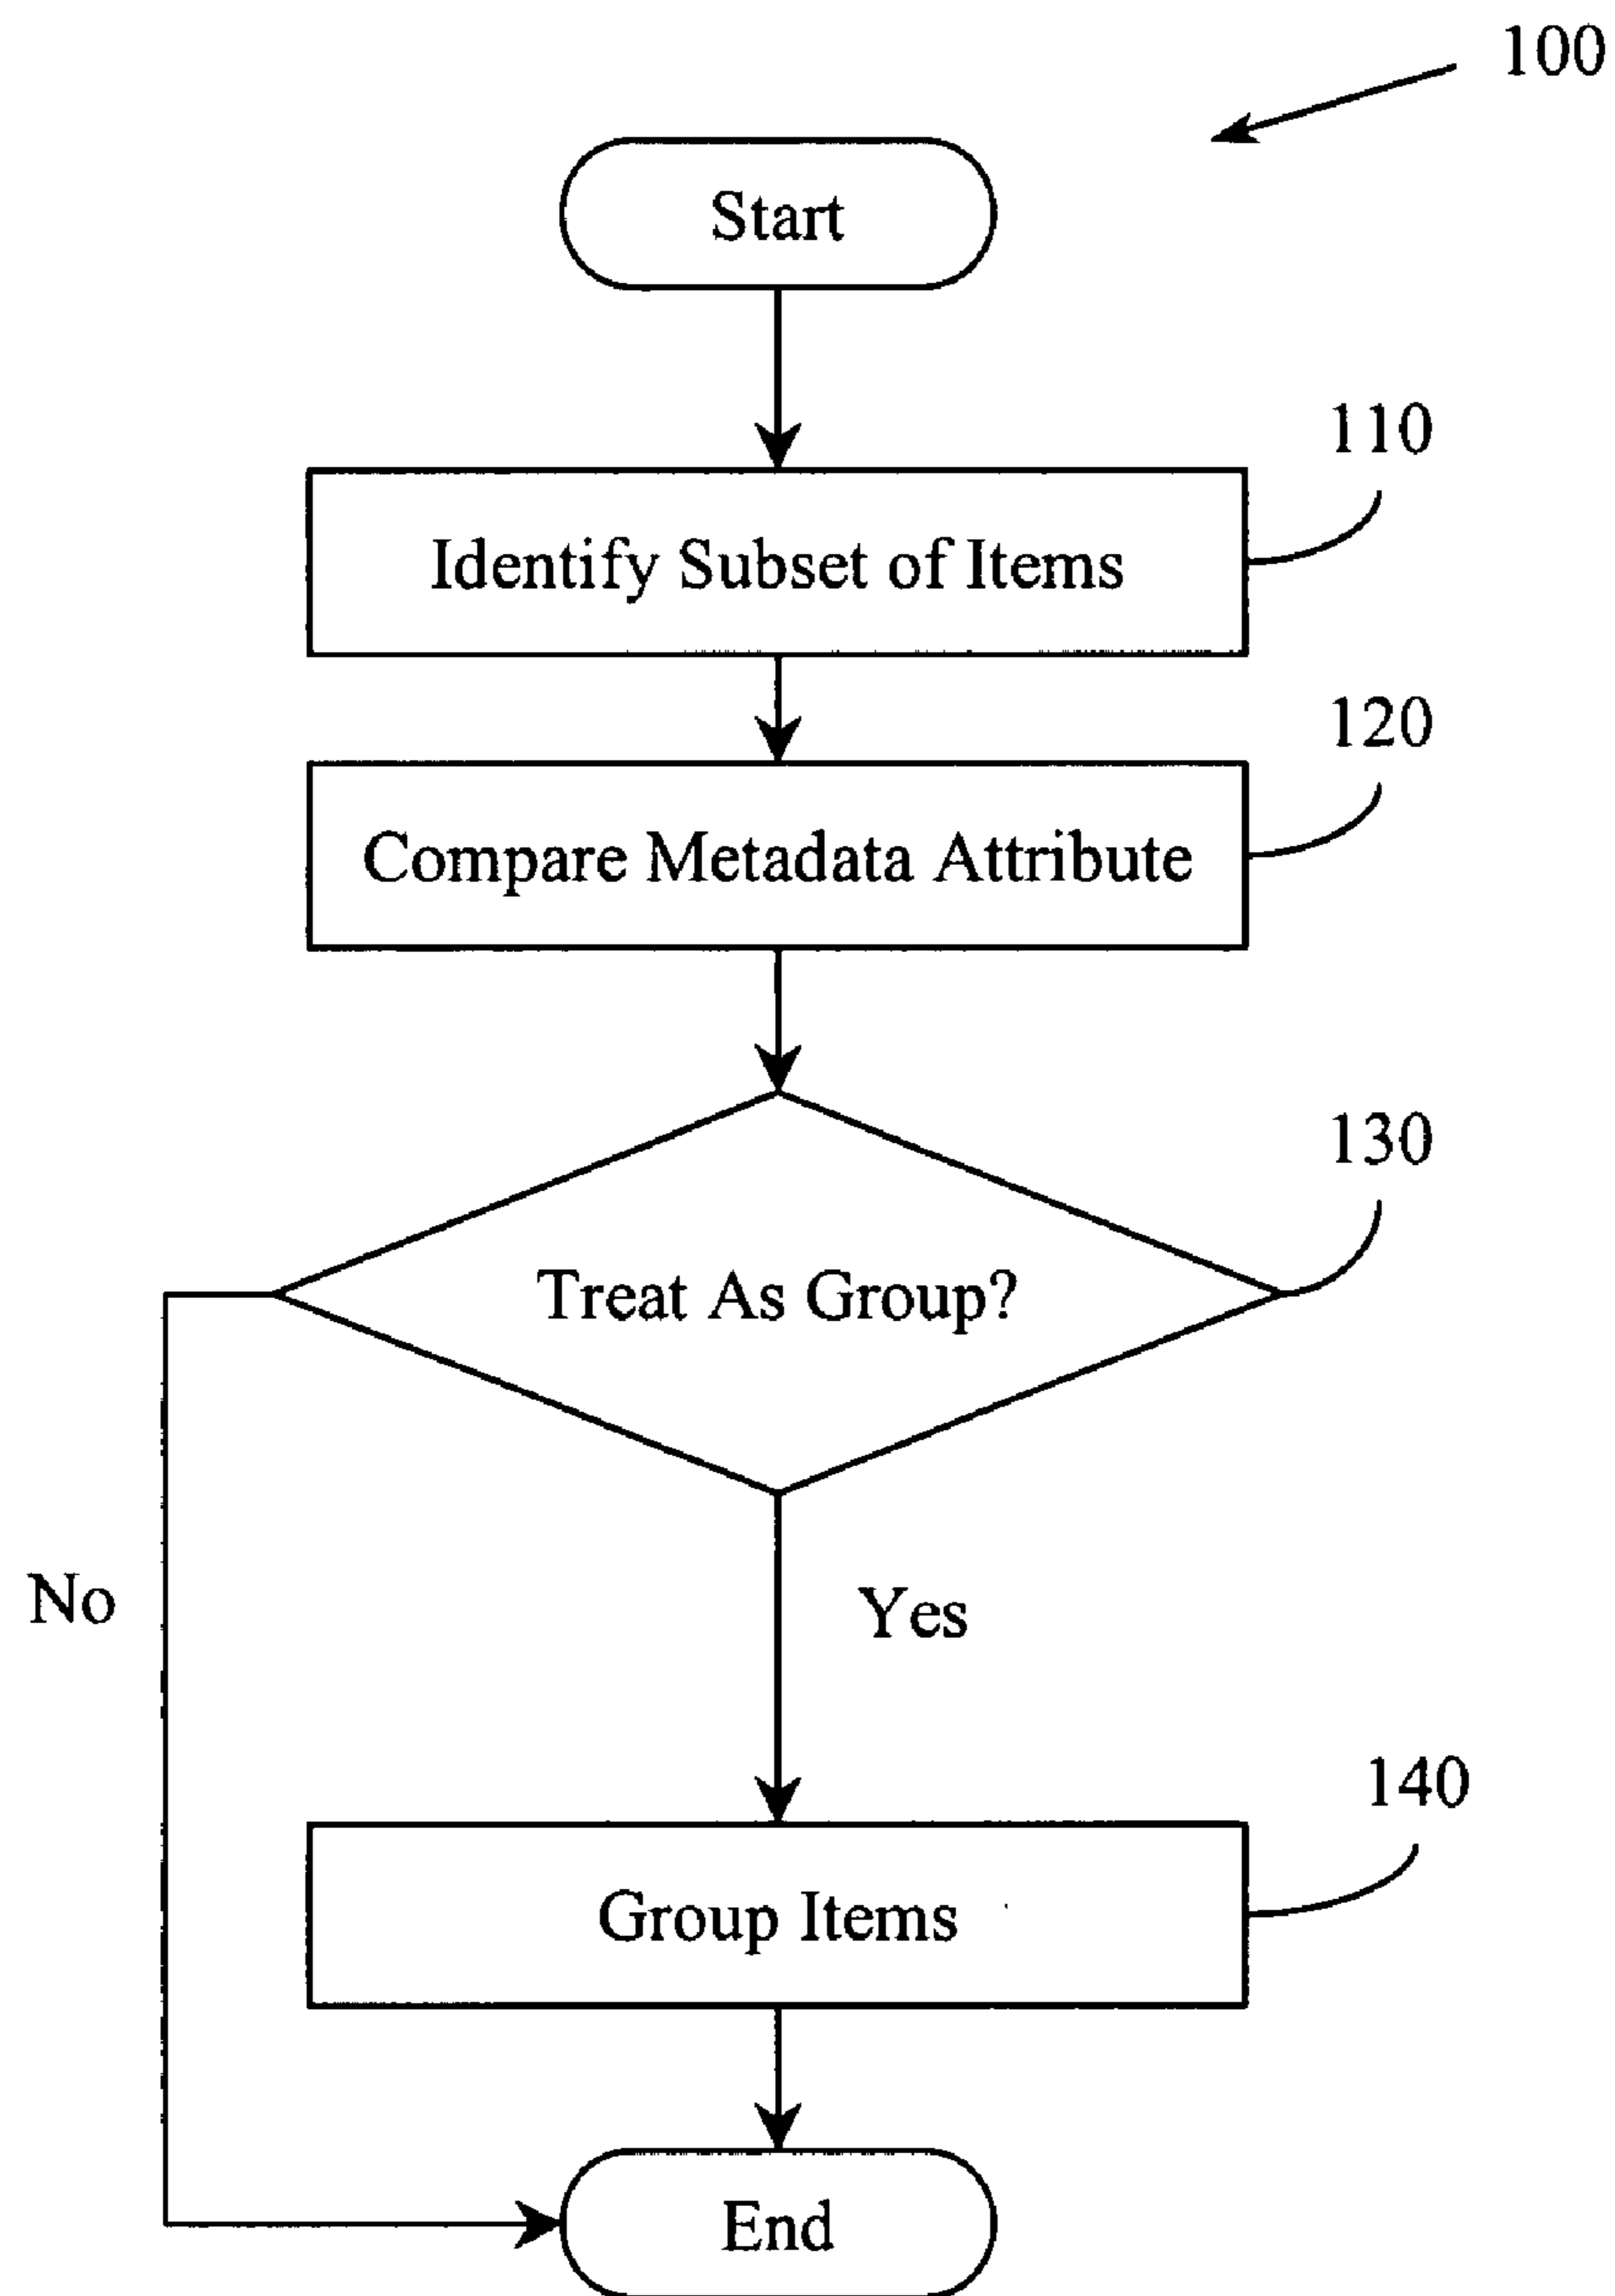 100
Start
110
Identify Subset of Items
120
Compare Metadata Attribute
130
Treat As Group?
No
Yes
140
Group Items
End